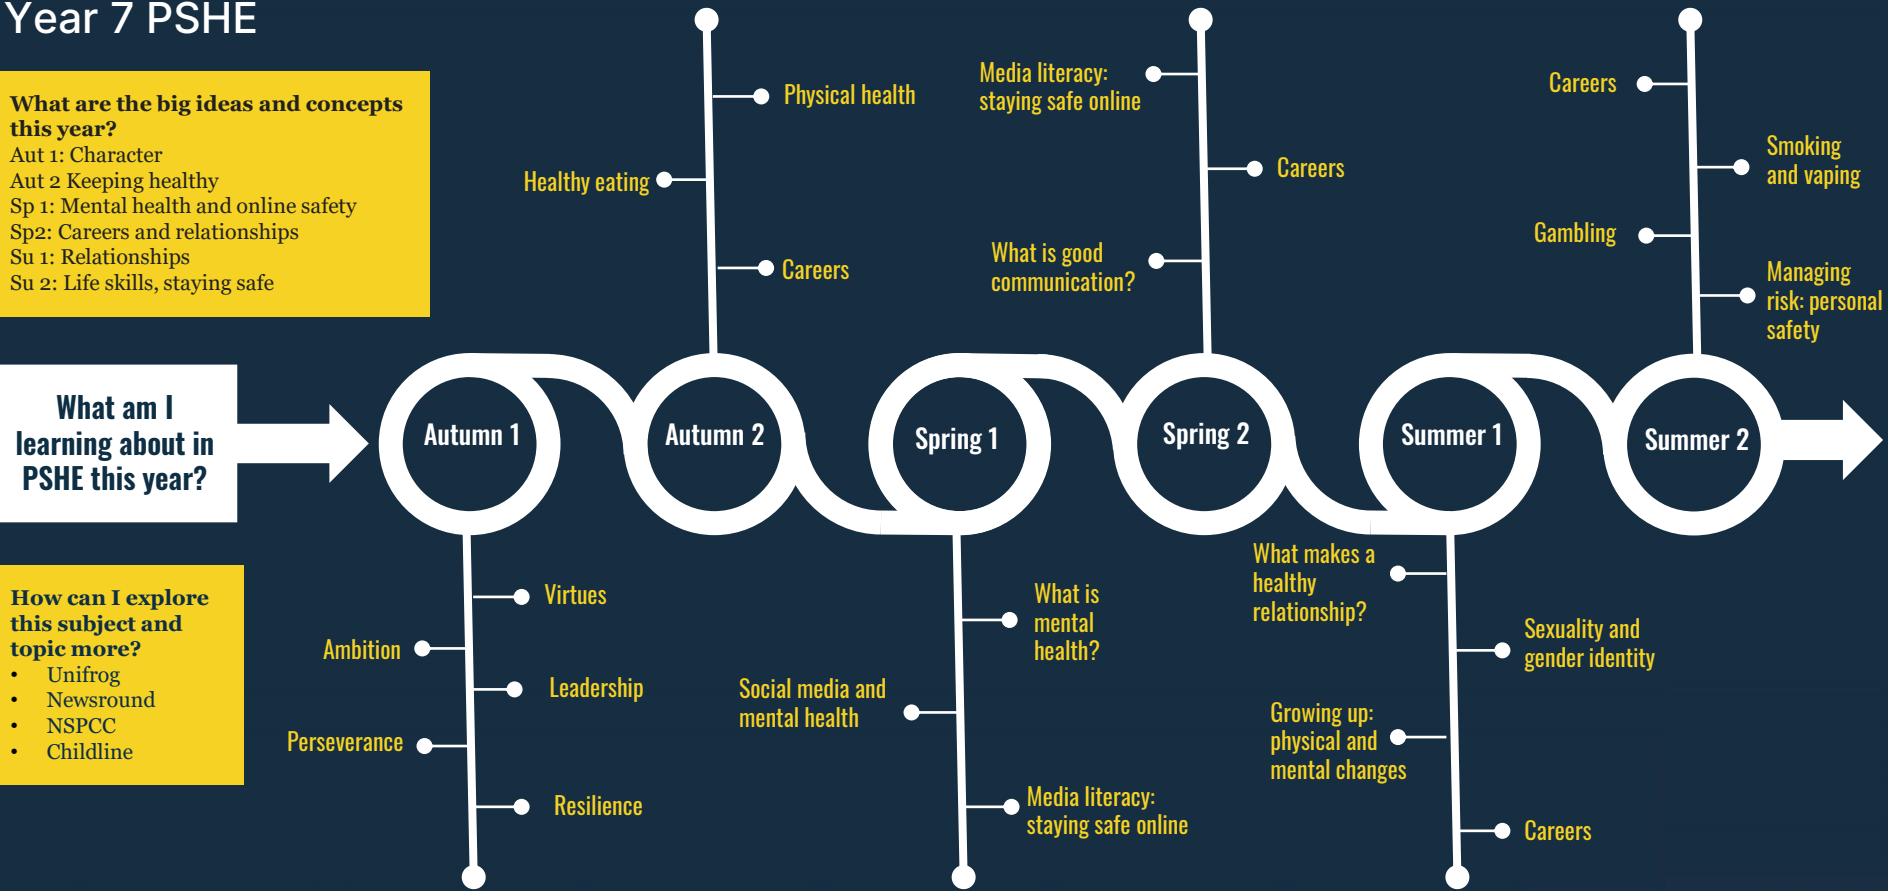 Year 7 PSHE
What are the big ideas and concepts
this year?
Aut 1: Character
Aut 2 Keeping healthy
Sp 1: Mental health and online safety
Sp2: Careers and relationships
Su 1: Relationships
Su 2: Life skills, staying safe
Physical health
Healthy eating
Careers
Media literacy:
staying safe online
Careers
What is good
communication?
Careers
Smoking
and vaping
Gambling
Managing
risk: personal
safety
What am I
learning about in
PSHE this year?
Autumn 1
Autumn 2
Spring 1
Spring 2
Summer 1
Summer 2
How can I explore
this subject and
topic more?
• Unifrog
• Newsround
• NSPCC
• Childline
Virtues
Ambition
Leadership
Perseverance
Resilience
What is
mental
health?
Social media and
mental health
Media literacy:
staying safe online
What makes a
healthy
relationship?
Sexuality and
gender identity
Growing up:
physical and
mental changes
Careers